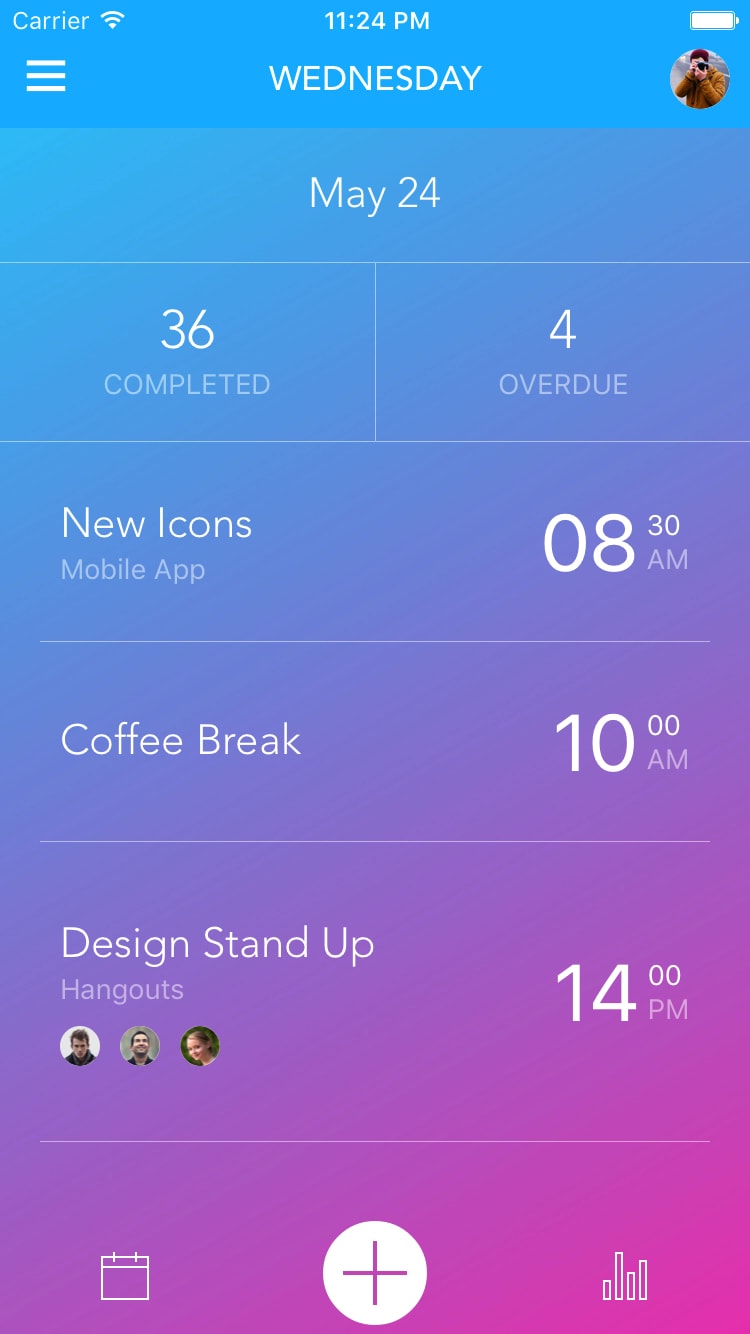 Carrier 11:24 PM
WEDNESDAY
May 24
36 4
COMPLETED OVERDUE
New Icons
Mobile App
08 30 AM
Coffee Break
10 00 AM
Design Stand Up
Hangouts
14 00 PM